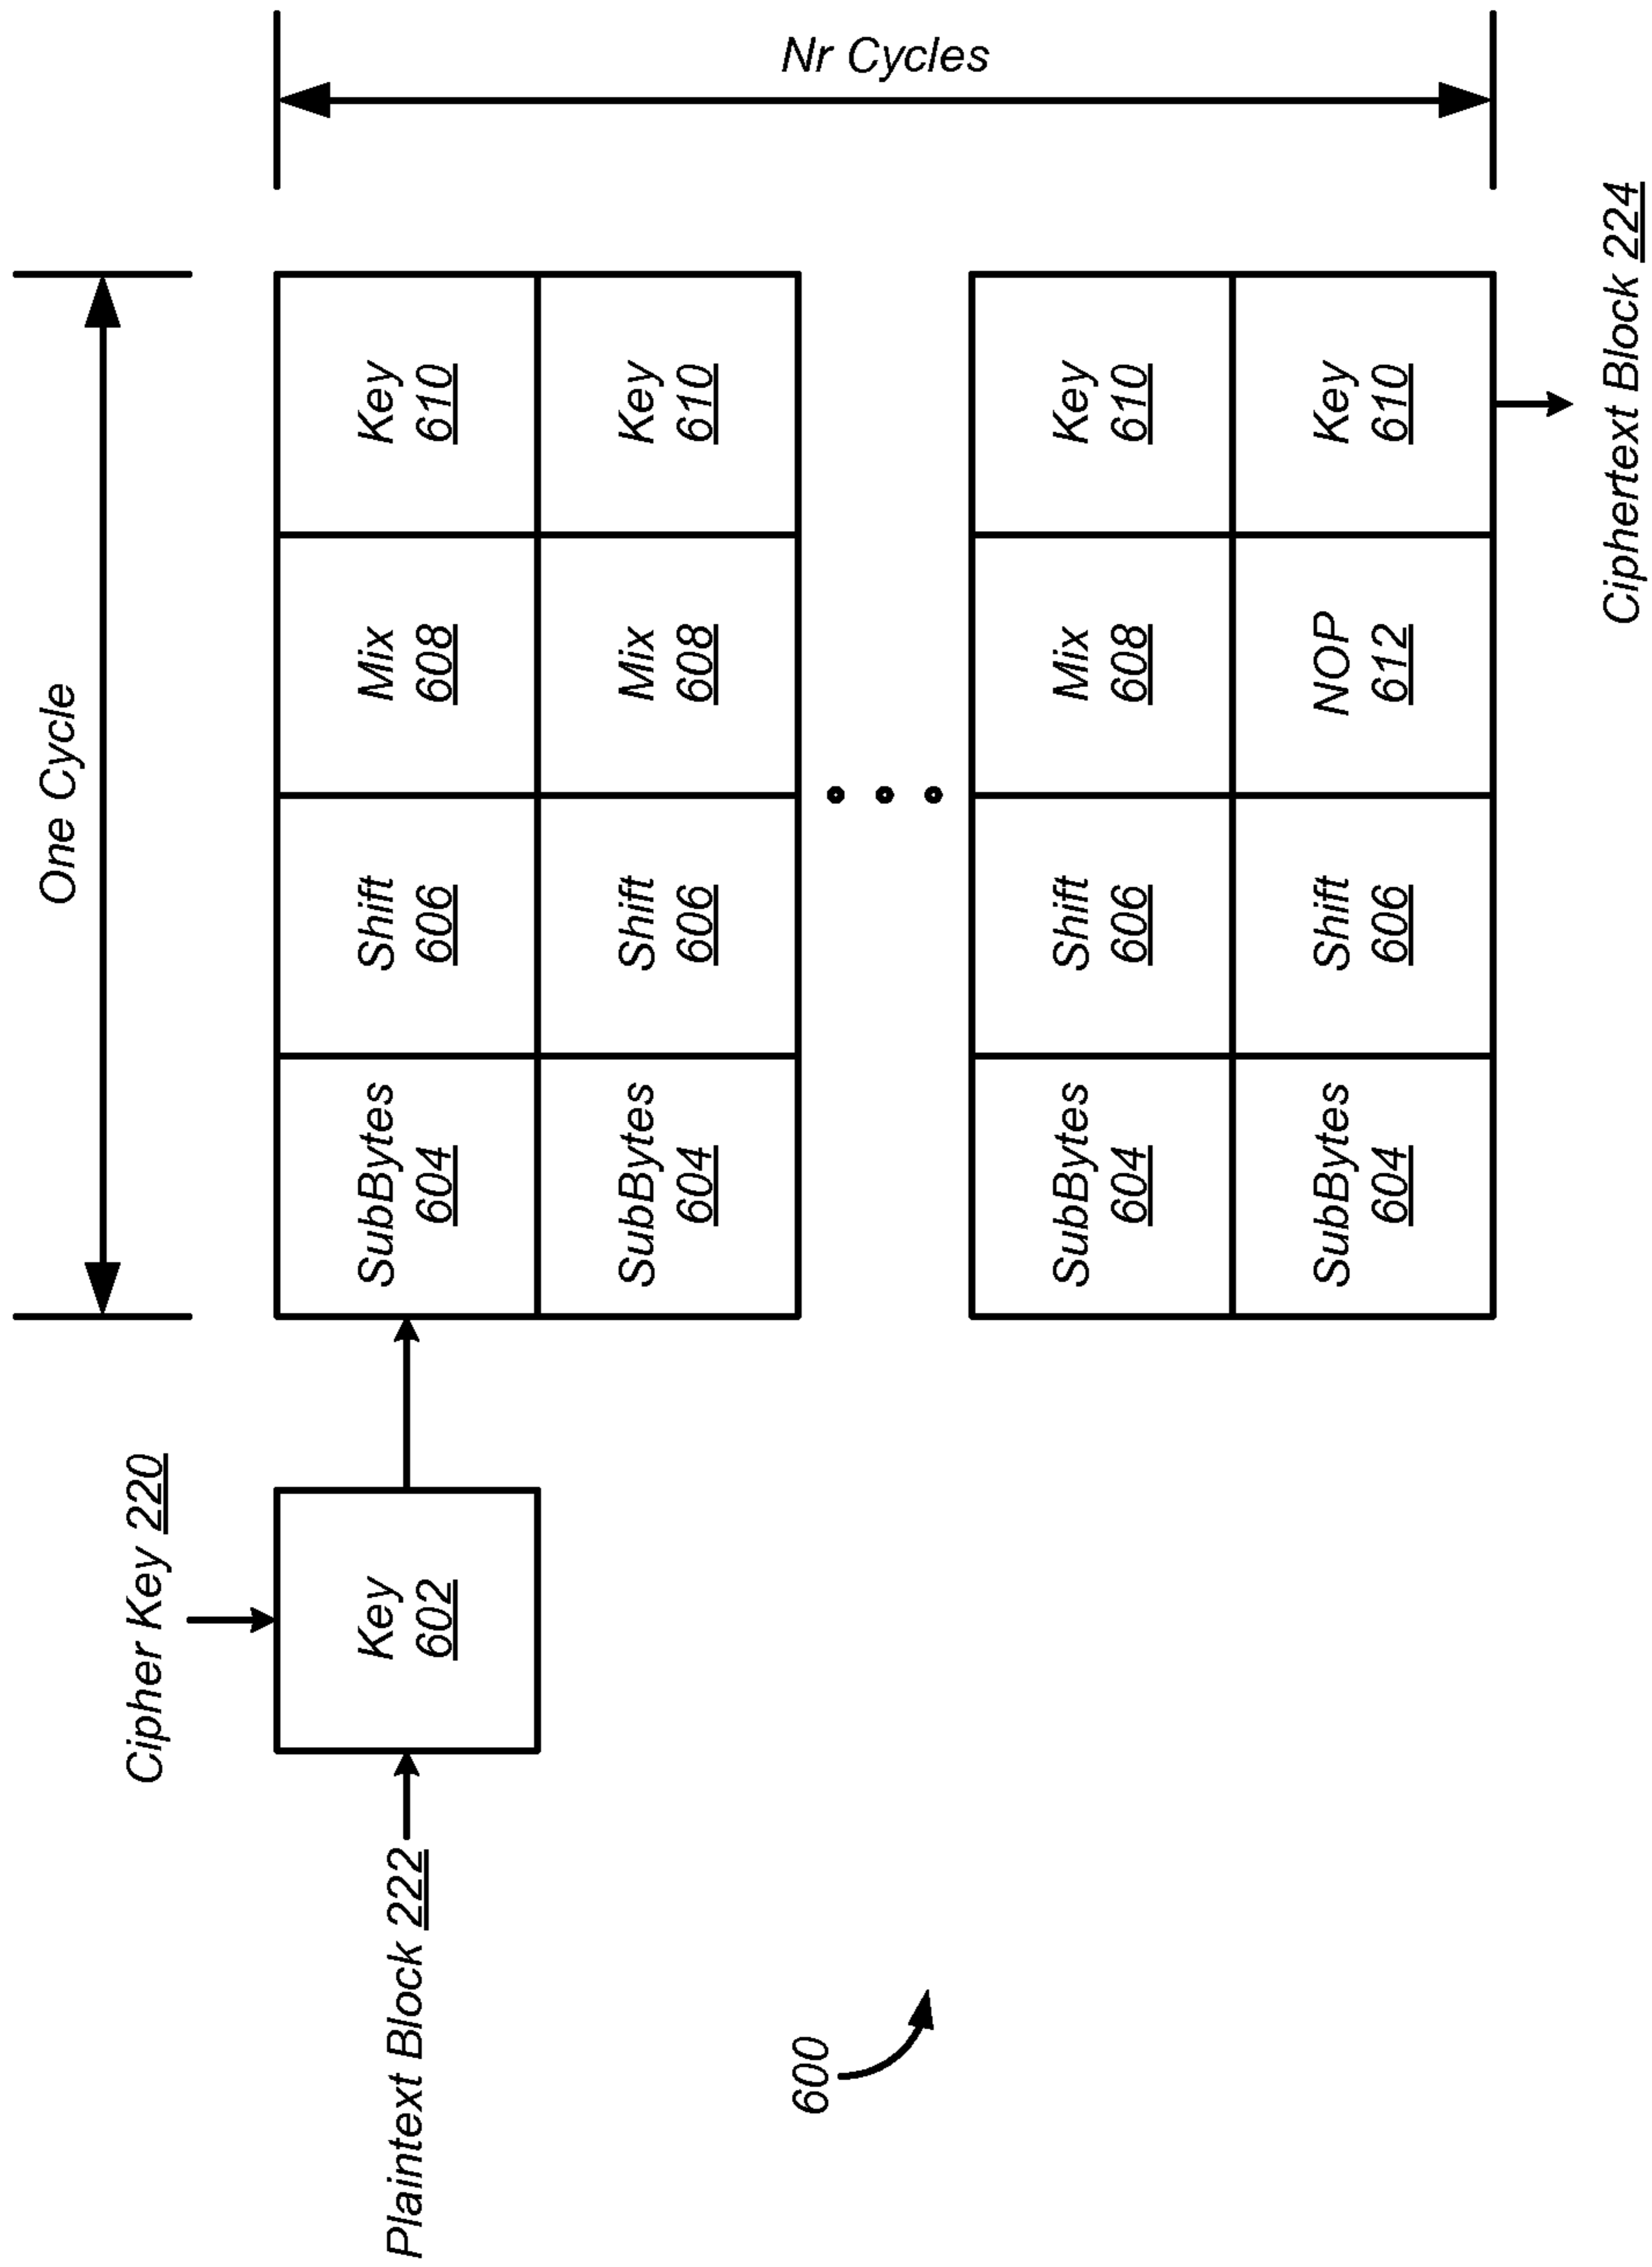 One Cycle
Cipher Key 220
Plaintext Block 222
Key
602
SubBytes
604
Shift
606
Mix
608
Key
610
SubBytes
604
Shift
606
Mix
608
Key
610
Nr Cycles
600
SubBytes
604
Shift
606
Mix
608
Key
610
SubBytes
604
Shift
606
NOP
612
Key
610
Ciphertext Block 224